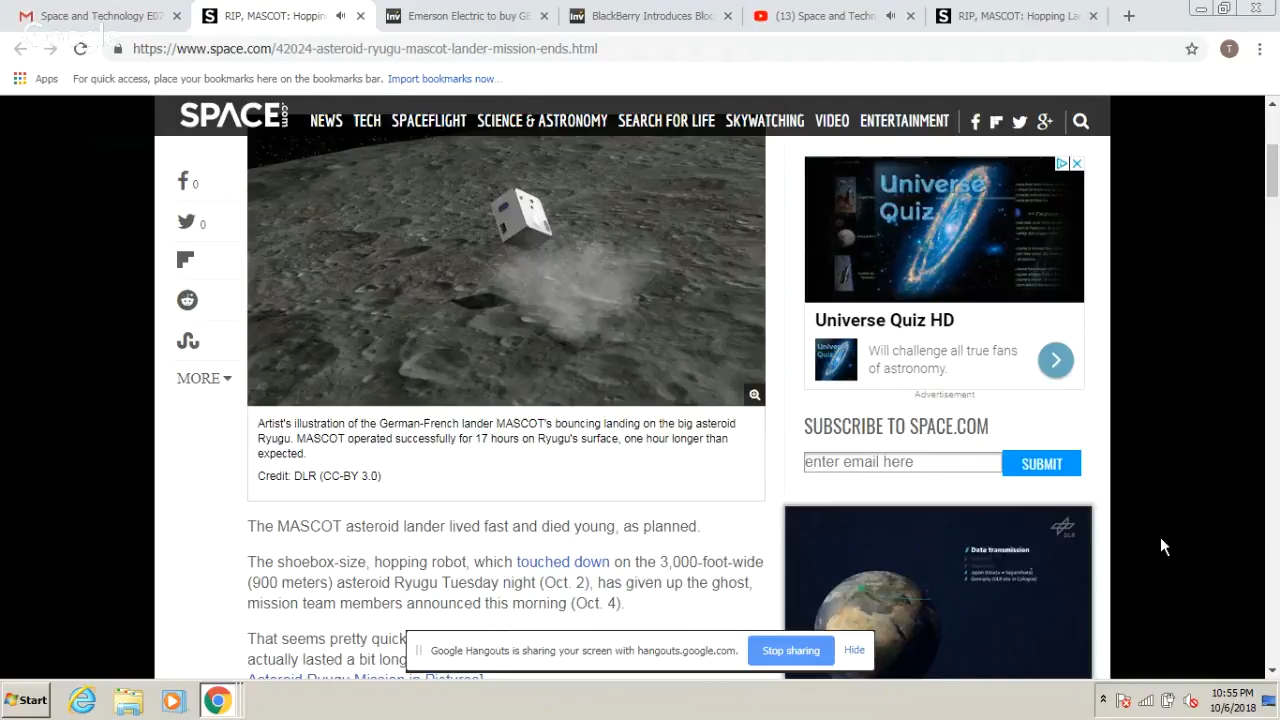 Space and Technology E02
RIP, MASCOT: Hoppin
Emerson Electric to buy GE
BlackBerry Introduces Bloc
(13) Space and Techn
RIP, MASCOT: Hopping La
https://www.space.com/42024-asteroid-ryugu-mascot-lander-mission-ends.html
T
Apps For quick access, place your bookmarks here on the bookmarks bar. Import bookmarks now...
SPACE.com NEWS TECH SPACEFLIGHT SCIENCE & ASTRONOMY SEARCH FOR LIFE SKYWATCHING VIDEO ENTERTAINMENT
0
0
MORE
Universe
Quiz
Universe Quiz HD
Will challenge all true fans
of astronomy.
Advertisement
SUBSCRIBE TO SPACE.COM
enter email here SUBMIT
Artist's illustration of the German-French lander MASCOT's bouncing landing on the big asteroid
Ryugu. MASCOT operated successfully for 17 hours on Ryugu's surface, one hour longer than
expected.
Credit: DLR (CC-BY 3.0)
The MASCOT asteroid lander lived fast and died young, as planned.
The size, hopping robot, which touched down on the 3,000-foot-wide
( asteroid Ryugu Tuesday night (Oct. 2), has given up the ghost,
mission team members announced this morning (Oct. 4).
That seems pretty quick
actually lasted a bit long
Asteroid Ryugu Mission in Pictures]
DLR
// Data transmission
Google Hangouts is sharing your screen with hangouts.google.com. Stop sharing Hide
Start
10:55 PM
10/6/2018